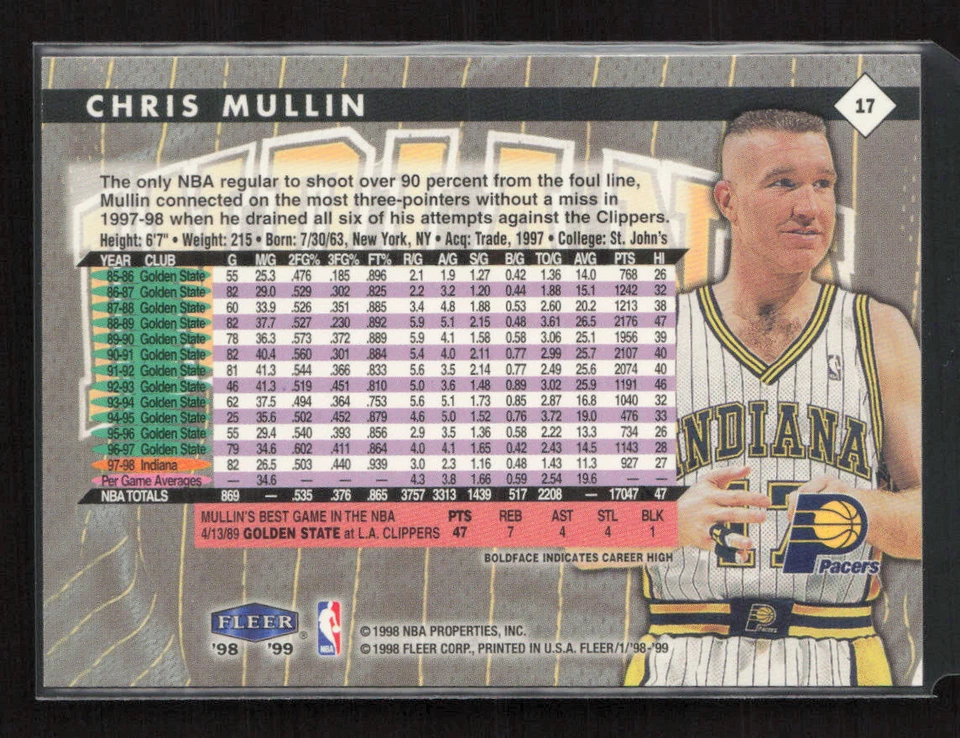 CHRIS MULLIN
17
The only NBA regular to shoot over 90 percent from the foul line,
Mullin connected on the most three-pointers without a miss in
1997-98 when he drained all six of his attempts against the Clippers.
Height: 6'7" • Weight: 215 • Born: 7/30/63, New York, NY • Acq: Trade, 1997 • College: St. John's
YEAR CLUB G M/G 2FG% 3FG% FT% R/G A/G S/G B/G TO/G AVG PTS HI
85-86 Golden State 55 25.3 .476 .185 .896 2.1 1.9 1.27 0.42 1.36 14.0 768 26
86-87 Golden State 82 29.0 .529 .302 .825 2.2 3.2 1.20 0.44 1.88 15.1 1242 32
87-88 Golden State 60 33.9 .526 .351 .885 3.4 4.8 1.88 0.53 2.60 20.2 1213 38
88-89 Golden State 82 37.7 .527 .230 .892 5.9 5.1 2.15 0.48 3.61 26.5 2176 47
89-90 Golden State 78 36.3 .573 .372 .889 5.9 4.1 1.58 0.58 3.06 25.1 1956 39
90-91 Golden State 82 40.4 .560 .301 .884 5.4 4.0 2.11 0.77 2.99 25.7 2107 40
91-92 Golden State 81 41.3 .544 .366 .833 5.6 3.5 2.14 0.77 2.49 25.6 2074 40
92-93 Golden State 46 41.3 .519 .451 .810 5.0 3.6 1.48 0.89 3.02 25.9 1191 46
93-94 Golden State 62 37.5 .494 .364 .753 5.6 5.1 1.73 0.85 2.87 16.8 1040 32
94-95 Golden State 25 35.6 .502 .452 .879 4.6 5.0 1.52 0.76 3.72 19.0 476 33
95-96 Golden State 55 29.4 .540 .393 .856 2.9 3.5 1.36 0.58 2.22 13.3 734 26
96-97 Golden State 79 34.6 .602 .411 .864 4.0 4.1 1.65 0.42 2.43 14.5 1143 28
97-98 Indiana 82 26.5 .503 .440 .939 3.0 2.3 1.16 0.48 1.43 11.3 927 27
Per Game Averages — 34.6 — — — 4.3 3.8 1.66 0.59 2.54 19.6 — —
NBA TOTALS 869 — .535 .376 .865 3757 3313 1439 517 2208 — 17047 47
MULLIN'S BEST GAME IN THE NBA PTS REB AST STL BLK
4/13/89 GOLDEN STATE at L.A. CLIPPERS 47 7 4 4 1
BOLDFACE INDICATES CAREER HIGH
INDIANA
17
P
Pacers
Pacers
FLEER ®
'98 '99
NBA
© 1998 NBA PROPERTIES, INC.
© 1998 FLEER CORP., PRINTED IN U.S.A. FLEER/1/'98-'99